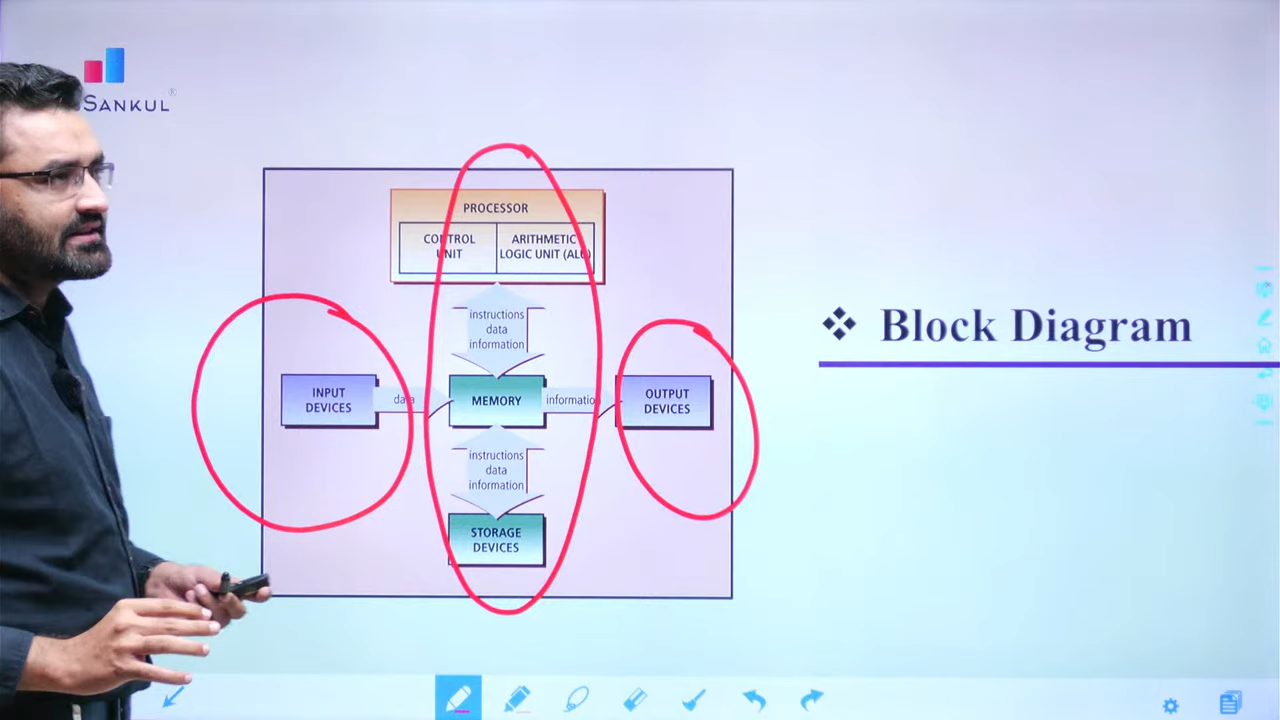 SANKUL
®
PROCESSOR
CONTROL
UNIT
ARITHMETIC
LOGIC UNIT (ALU)
instructions
data
information
INPUT
DEVICES
data
MEMORY
information
OUTPUT
DEVICES
instructions
data
information
STORAGE
DEVICES
❖ Block Diagram